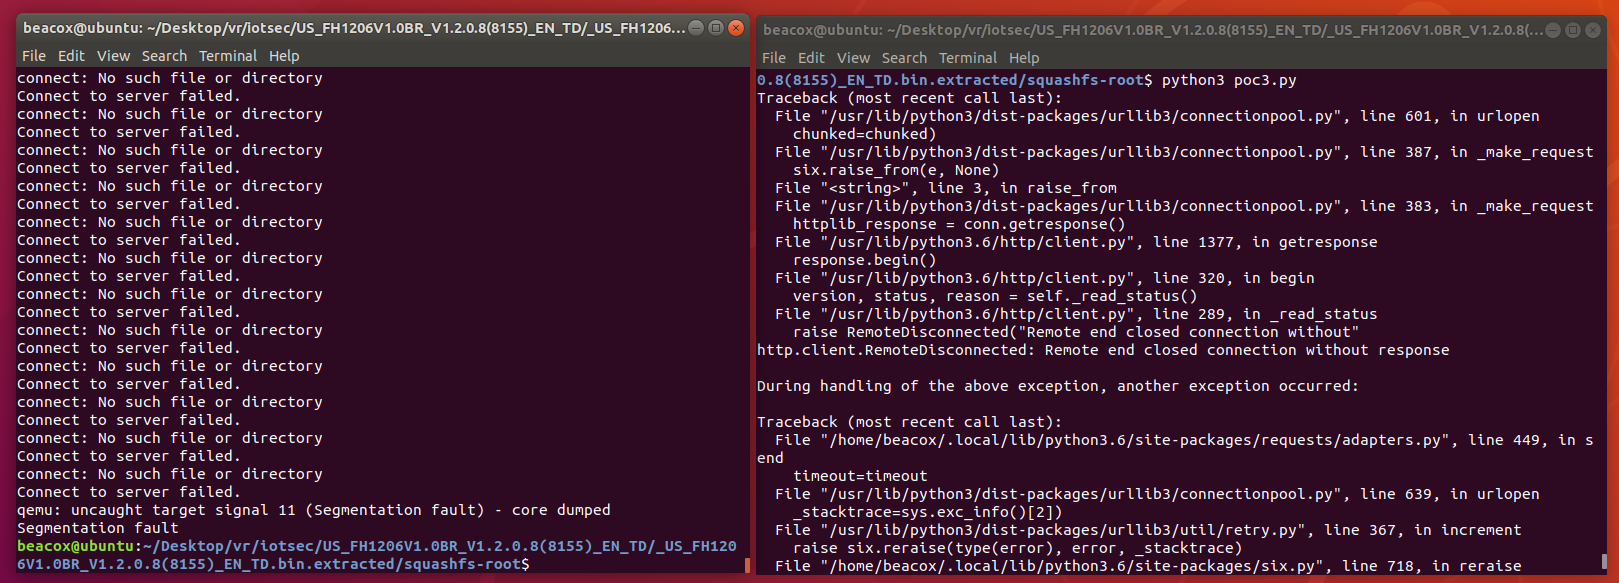 beacox@ubuntu: ~/Desktop/vr/iotsec/US_FH1206V1.0BR_V1.2.0.8(8155)_EN_TD/_US_FH1206...
File Edit View Search Terminal Help
connect: No such file or directory
Connect to server failed.
connect: No such file or directory
Connect to server failed.
connect: No such file or directory
Connect to server failed.
connect: No such file or directory
Connect to server failed.
connect: No such file or directory
Connect to server failed.
connect: No such file or directory
Connect to server failed.
connect: No such file or directory
Connect to server failed.
connect: No such file or directory
Connect to server failed.
connect: No such file or directory
Connect to server failed.
connect: No such file or directory
Connect to server failed.
connect: No such file or directory
Connect to server failed.
connect: No such file or directory
Connect to server failed.
qemu: uncaught target signal 11 (Segmentation fault) - core dumped
Segmentation fault
beacox@ubuntu:~/Desktop/vr/iotsec/US_FH1206V1.0BR_V1.2.0.8(8155)_EN_TD/_US_FH120
6V1.0BR_V1.2.0.8(8155)_EN_TD.bin.extracted/squashfs-root$
beacox@ubuntu: ~/Desktop/vr/iotsec/US_FH1206V1.0BR_V1.2.0.8(8155)_EN_TD/_US_FH1206V1.0BR_V1.2.0.8(...
File Edit View Search Terminal Help
0.8(8155)_EN_TD.bin.extracted/squashfs-root$ python3 poc3.py
Traceback (most recent call last):
  File "/usr/lib/python3/dist-packages/urllib3/connectionpool.py", line 601, in urlopen
    chunked=chunked)
  File "/usr/lib/python3/dist-packages/urllib3/connectionpool.py", line 387, in _make_request
    six.raise_from(e, None)
  File "<string>", line 3, in raise_from
  File "/usr/lib/python3/dist-packages/urllib3/connectionpool.py", line 383, in _make_request
    httplib_response = conn.getresponse()
  File "/usr/lib/python3.6/http/client.py", line 1377, in getresponse
    response.begin()
  File "/usr/lib/python3.6/http/client.py", line 320, in begin
    version, status, reason = self._read_status()
  File "/usr/lib/python3.6/http/client.py", line 289, in _read_status
    raise RemoteDisconnected("Remote end closed connection without"
http.client.RemoteDisconnected: Remote end closed connection without response

During handling of the above exception, another exception occurred:

Traceback (most recent call last):
  File "/home/beacox/.local/lib/python3.6/site-packages/requests/adapters.py", line 449, in s
end
    timeout=timeout
  File "/usr/lib/python3/dist-packages/urllib3/connectionpool.py", line 639, in urlopen
    _stacktrace=sys.exc_info()[2])
  File "/usr/lib/python3/dist-packages/urllib3/util/retry.py", line 367, in increment
    raise six.reraise(type(error), error, _stacktrace)
  File "/home/beacox/.local/lib/python3.6/site-packages/six.py", line 718, in reraise